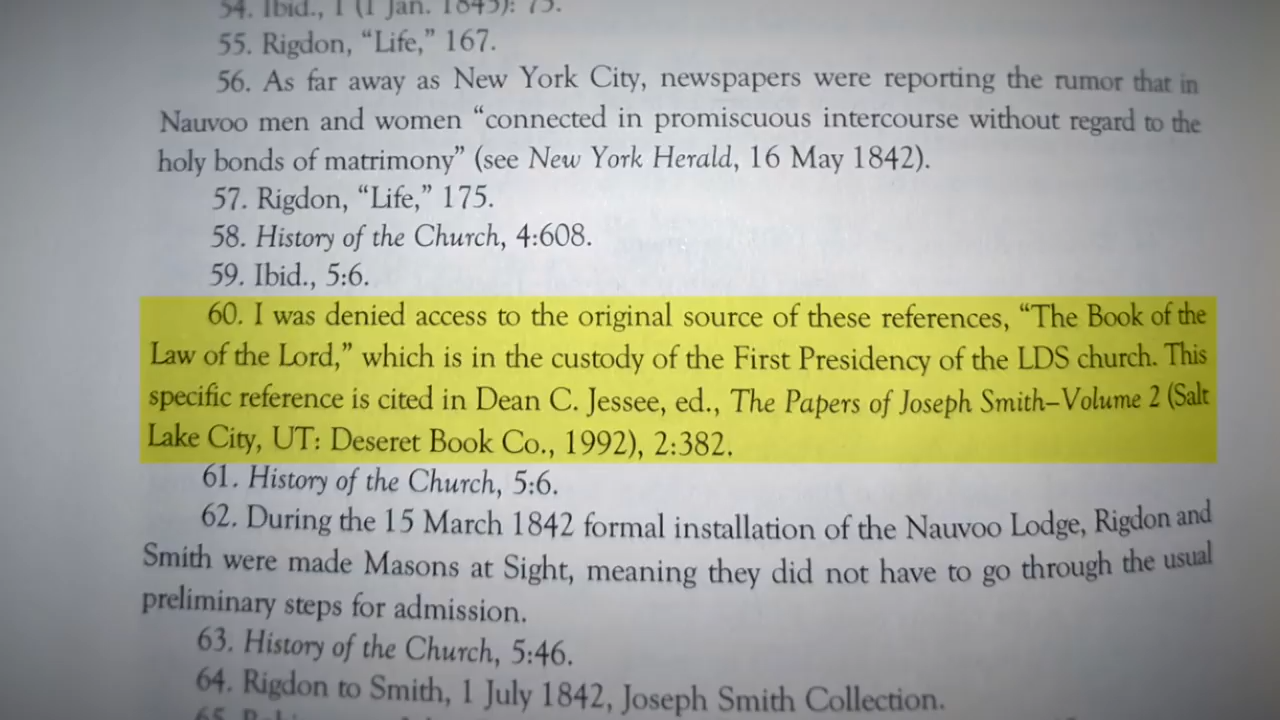 54. Ibid., 1 (1 Jan. 1843): 75.
55. Rigdon, “Life,” 167.
56. As far away as New York City, newspapers were reporting the rumor that in
Nauvoo men and women “connected in promiscuous intercourse without regard to the
holy bonds of matrimony” (see New York Herald, 16 May 1842).
57. Rigdon, “Life,” 175.
58. History of the Church, 4:608.
59. Ibid., 5:6.
60. I was denied access to the original source of these references, “The Book of the
Law of the Lord,” which is in the custody of the First Presidency of the LDS church. This
specific reference is cited in Dean C. Jessee, ed., The Papers of Joseph Smith–Volume 2 (Salt
Lake City, UT: Deseret Book Co., 1992), 2:382.
61. History of the Church, 5:6.
62. During the 15 March 1842 formal installation of the Nauvoo Lodge, Rigdon and
Smith were made Masons at Sight, meaning they did not have to go through the usual
preliminary steps for admission.
63. History of the Church, 5:46.
64. Rigdon to Smith, 1 July 1842, Joseph Smith Collection.
65.